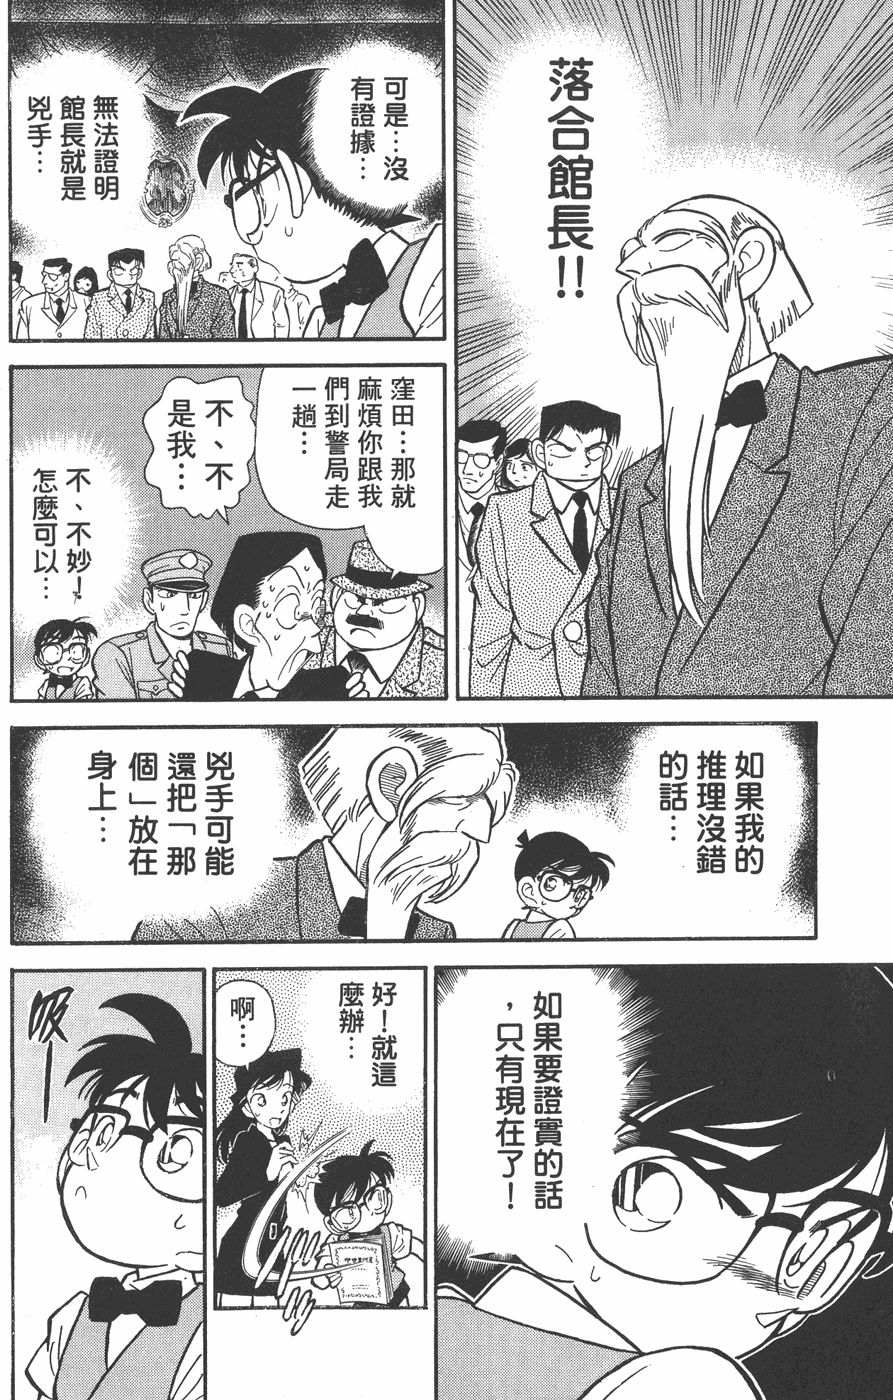 落合館長!!
可是…沒
有證據…
無法證明
館長就是
兇手…
窪田…那就
麻煩你跟我
們到警局走
一趟…
不、不
是我…
不、不妙!
怎麼可以…
如果我的
推理沒錯
的話…
兇手可能
還把「那
個」放在
身上…
如果要證實的話
,只有現在了!
好!就這
麼辦…
啊…
吸—